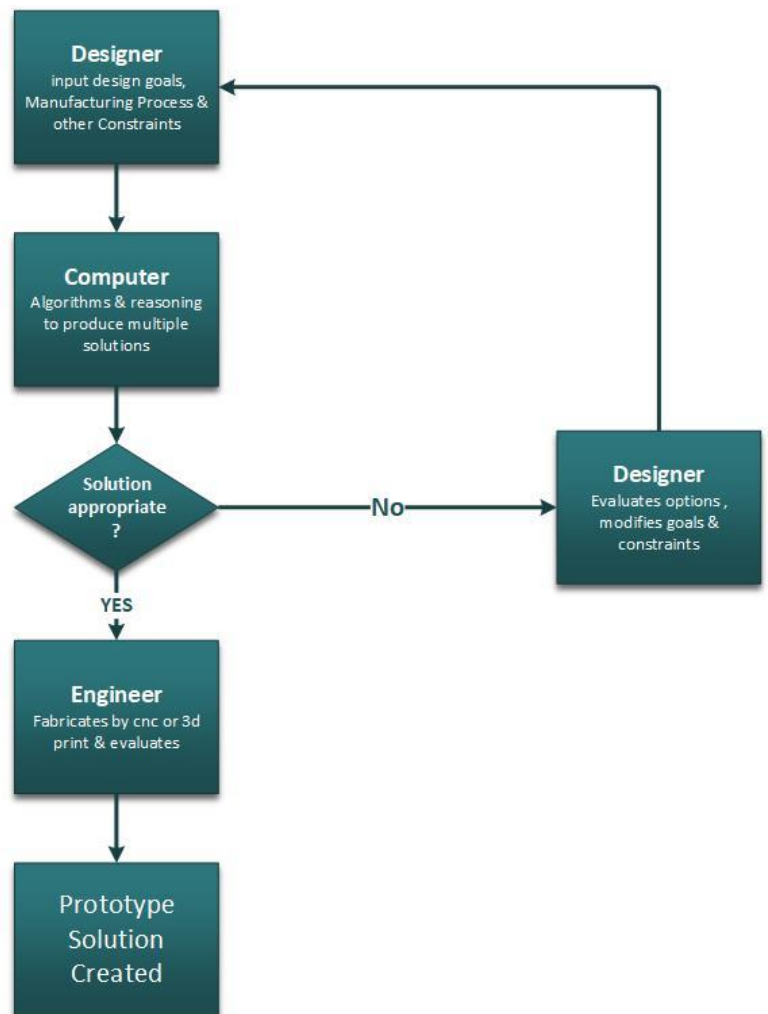 Designer
input design goals,
Manufacturing Process &
other Constraints
Computer
Algorithms & reasoning
to produce multiple
solutions
Solution
appropriate
?
No
Designer
Evaluates options ,
modifies goals &
constraints
YES
Engineer
Fabricates by cnc or 3d
print & evaluates
Prototype
Solution
Created